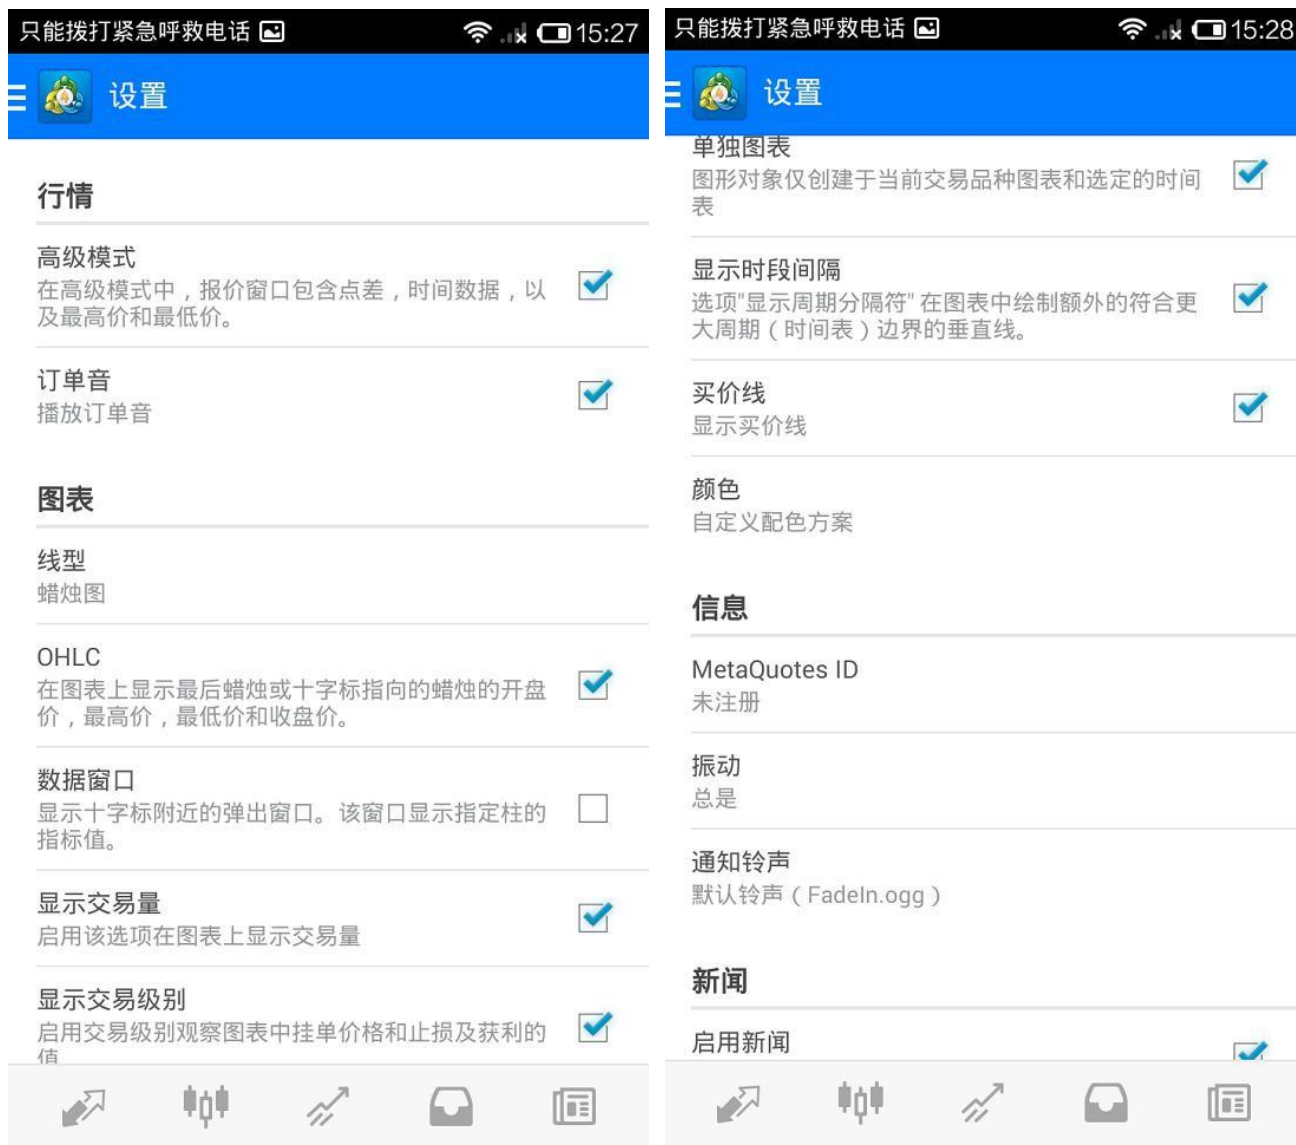 只能拨打紧急呼救电话
15:27
设置
行情
高级模式
在高级模式中，报价窗口包含点差，时间数据，以
及最高价和最低价。
订单音
播放订单音
图表
线型
蜡烛图
OHLC
在图表上显示最后蜡烛或十字标指向的蜡烛的开盘
价，最高价，最低价和收盘价。
数据窗口
显示十字标附近的弹出窗口。该窗口显示指定柱的
指标值。
显示交易量
启用该选项在图表上显示交易量
显示交易级别
启用交易级别观察图表中挂单价格和止损及获利的
值
只能拨打紧急呼救电话
15:28
设置
单独图表
图形对象仅创建于当前交易品种图表和选定的时间
表
显示时段间隔
选项"显示周期分隔符" 在图表中绘制额外的符合更
大周期（时间表）边界的垂直线。
买价线
显示买价线
颜色
自定义配色方案
信息
MetaQuotes ID
未注册
振动
总是
通知铃声
默认铃声（FadeIn.ogg）
新闻
启用新闻